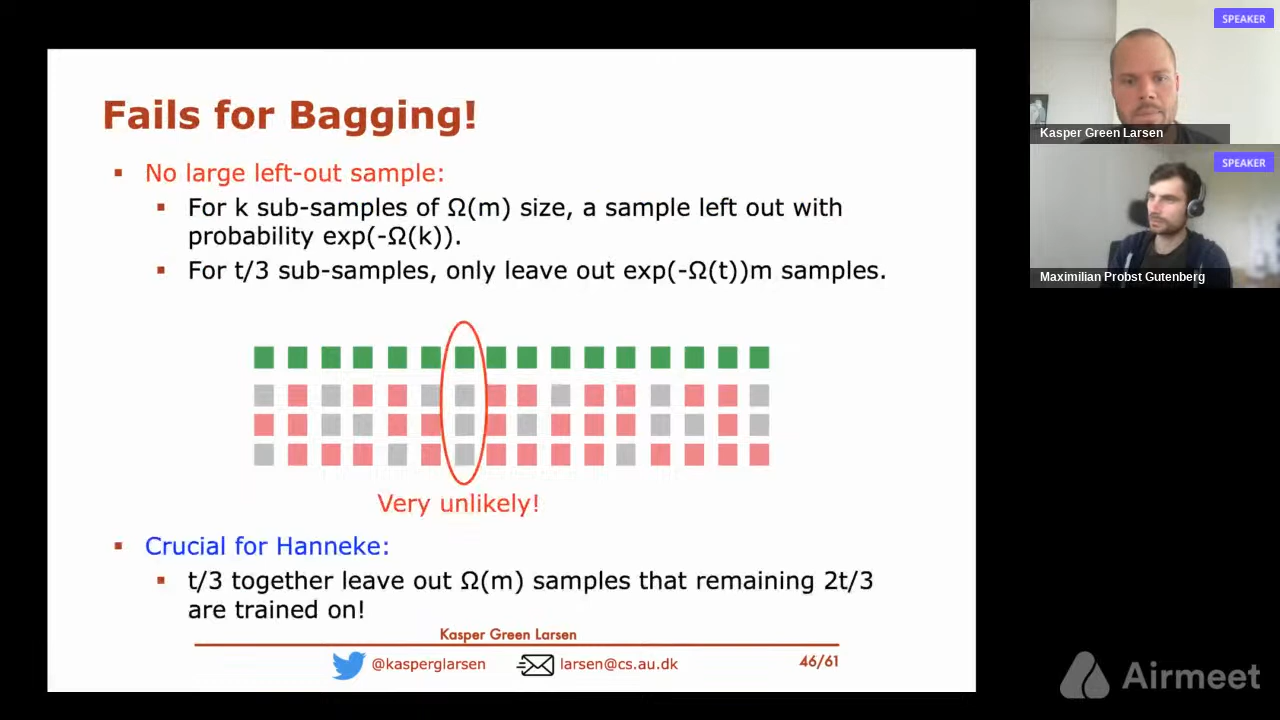 Fails for Bagging!
No large left-out sample:
For k sub-samples of Ω(m) size, a sample left out with
probability exp(-Ω(k)).
For t/3 sub-samples, only leave out exp(-Ω(t))m samples.
Very unlikely!
Crucial for Hanneke:
t/3 together leave out Ω(m) samples that remaining 2t/3
are trained on!
Kasper Green Larsen
@kasperglarsen
larsen@cs.au.dk
46/61
SPEAKER
Kasper Green Larsen
SPEAKER
Maximilian Probst Gutenberg
Airmeet